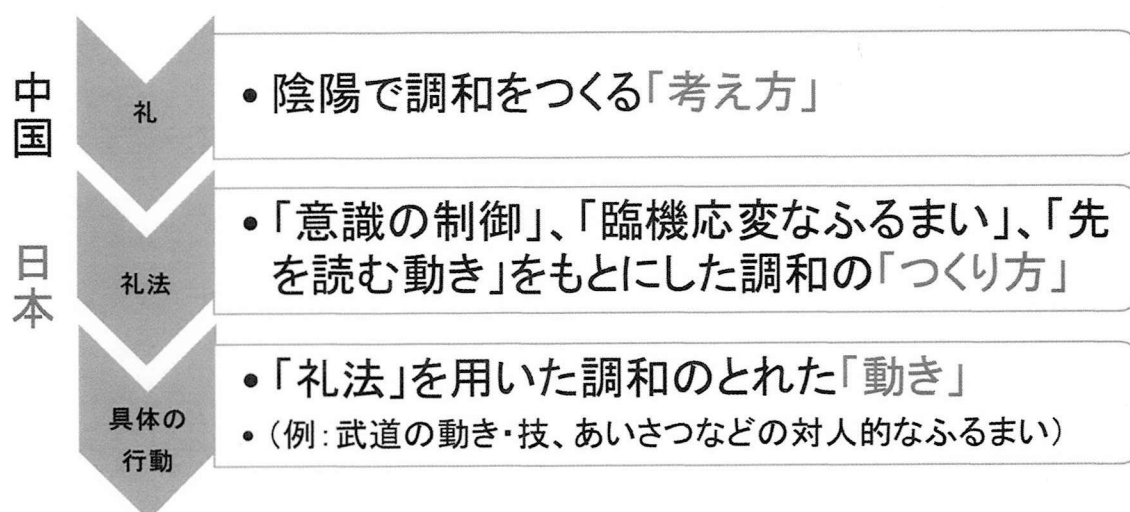 中国
礼
• 陰陽で調和をつくる「考え方」
日本
礼法
• 「意識の制御」、「臨機応変なふるまい」、「先
を読む動き」をもとにした調和の「つくり方」
具体の
行動
• 「礼法」を用いた調和のとれた「動き」
• （例：武道の動き・技、あいさつなどの対人的なふるまい）